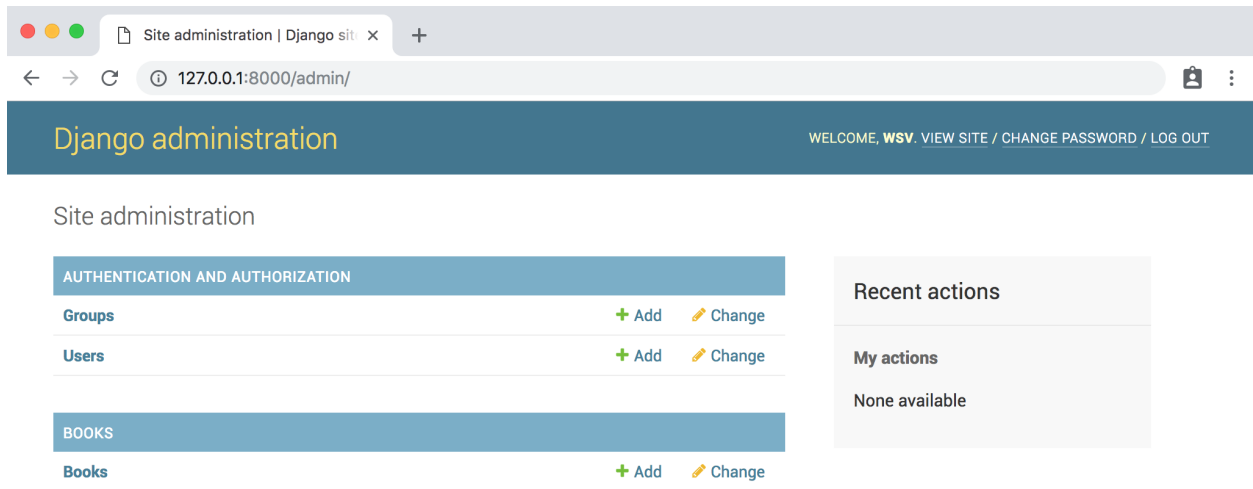 Site administration | Django sit
127.0.0.1:8000/admin/
Django administration
WELCOME, WSV. VIEW SITE / CHANGE PASSWORD / LOG OUT
Site administration
AUTHENTICATION AND AUTHORIZATION
Groups Add Change
Users Add Change
BOOKS
Books Add Change
Recent actions
My actions
None available